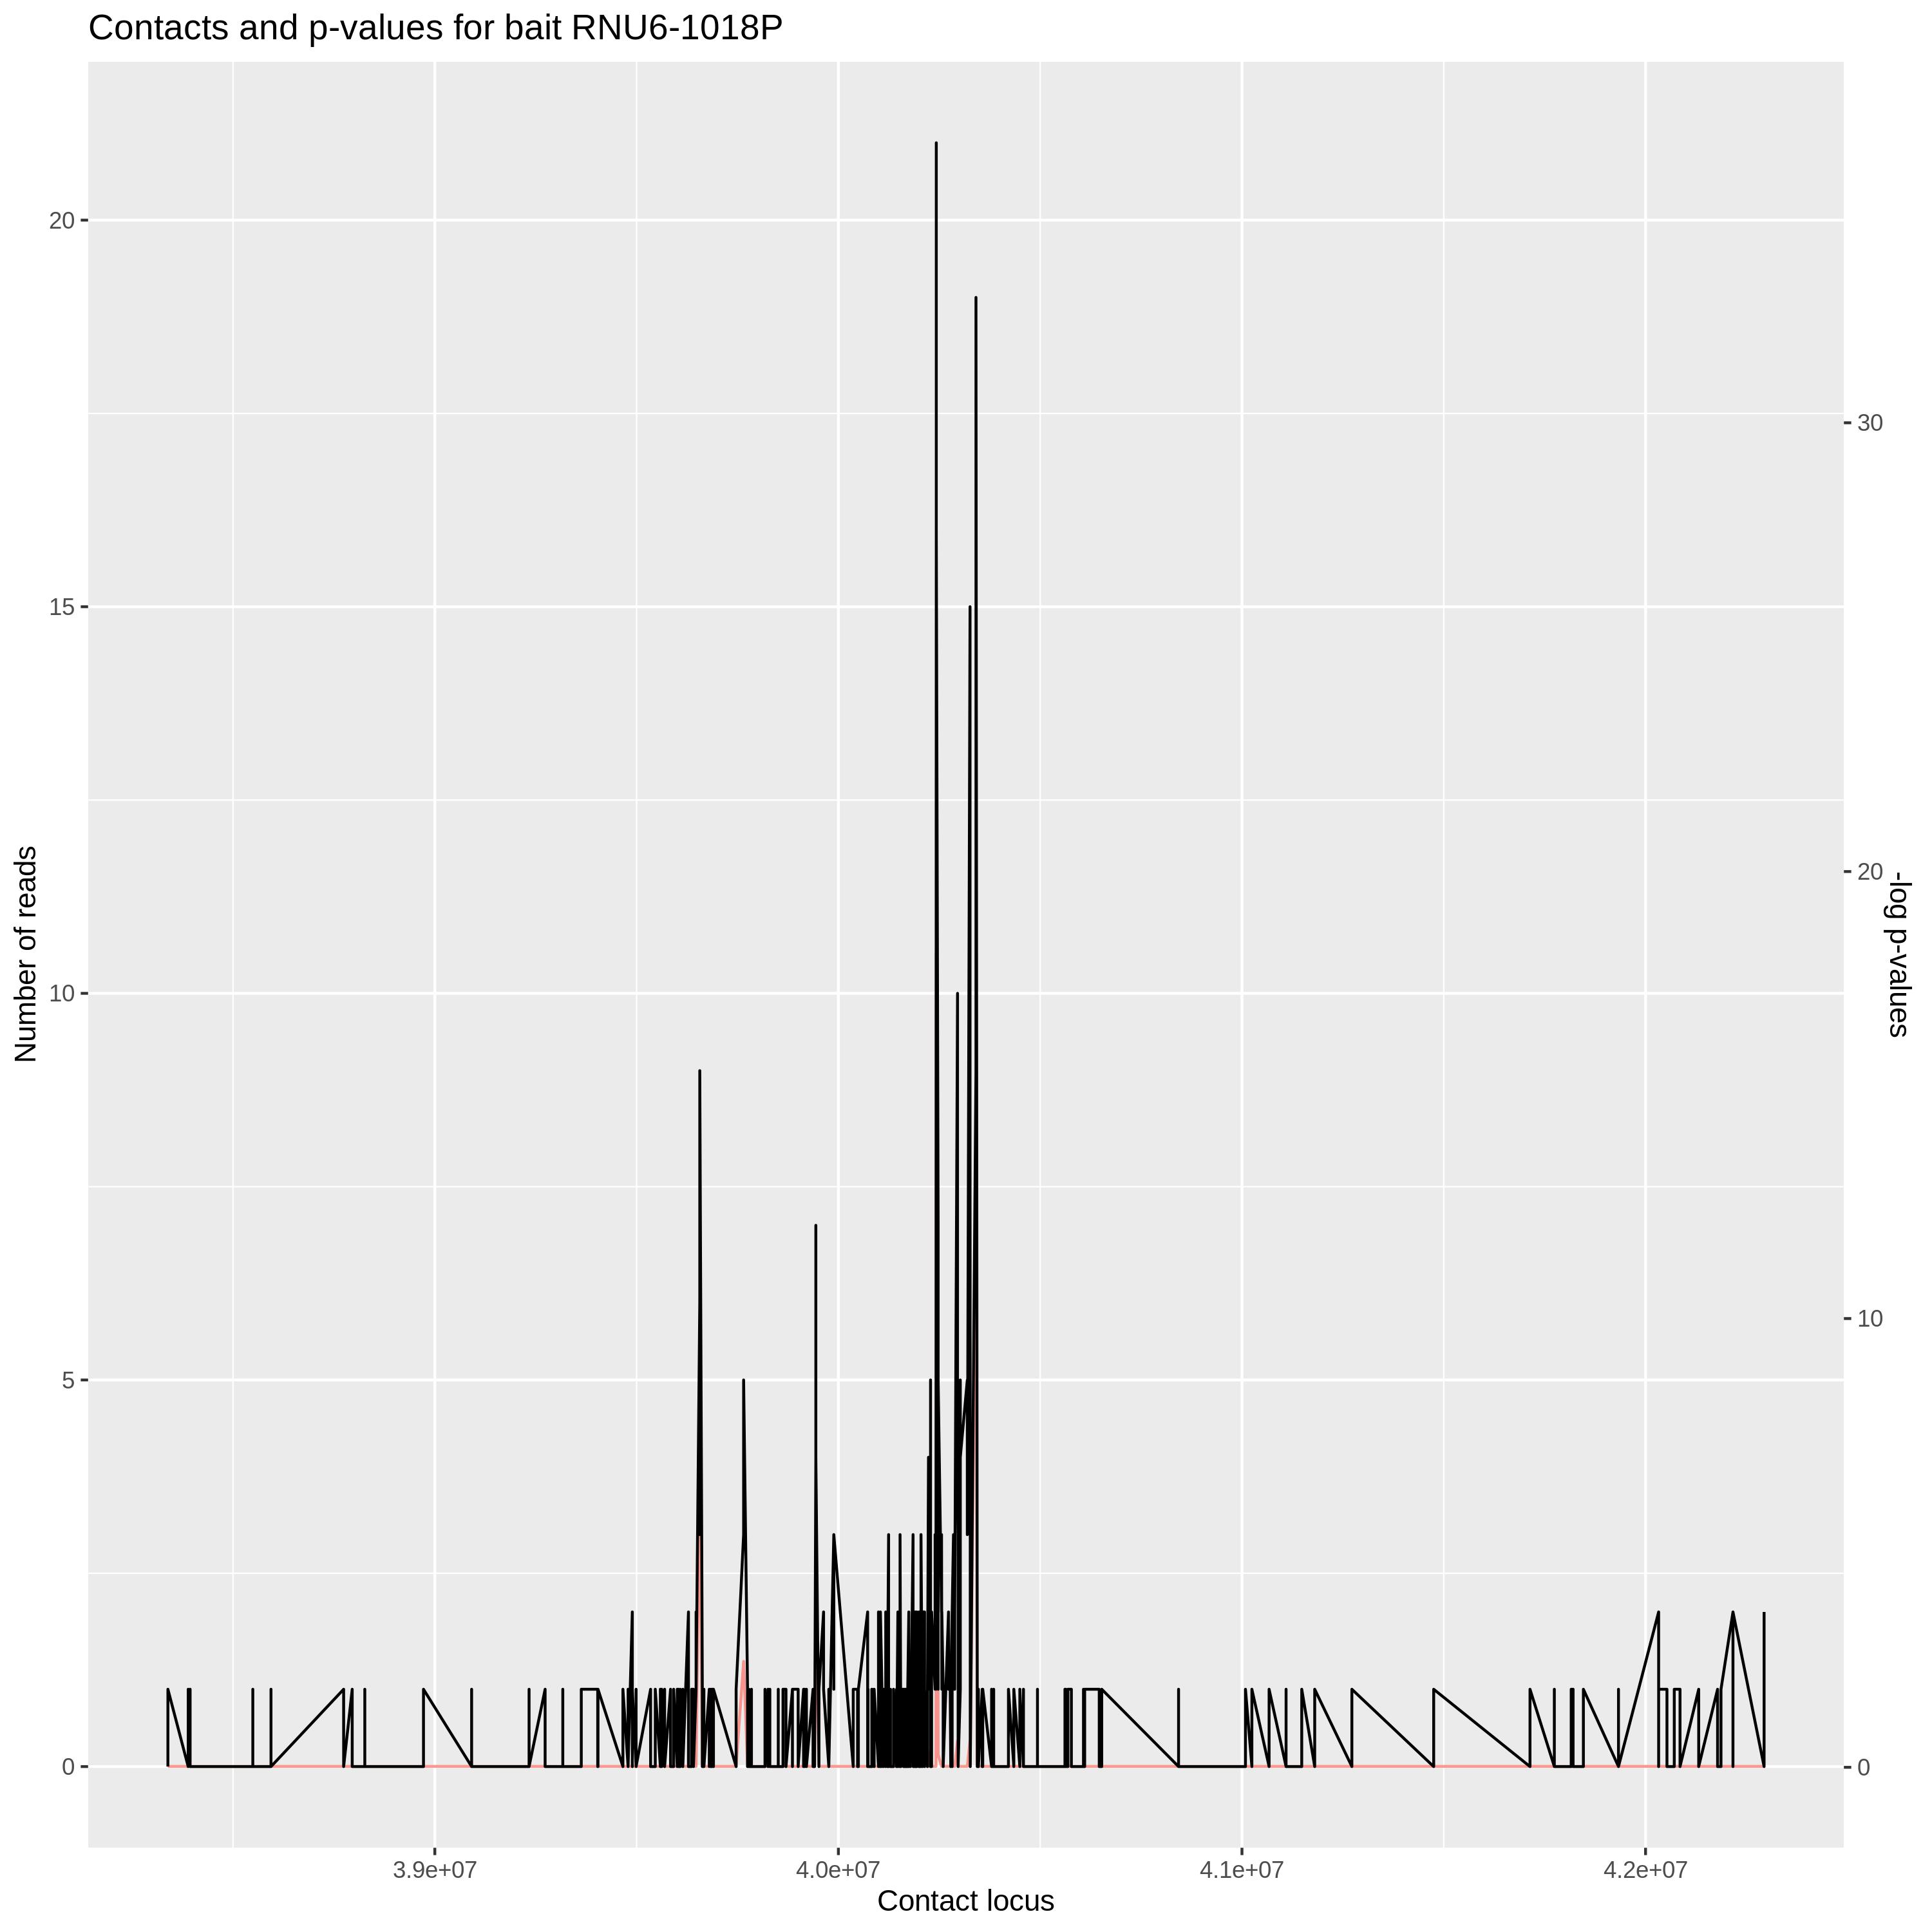 Contacts and p-values for bait RNU6-1018P
20
15
10
5
0
Number of reads
30
20
10
0
-log p-values
3.9e+07
4.0e+07
4.1e+07
4.2e+07
Contact locus